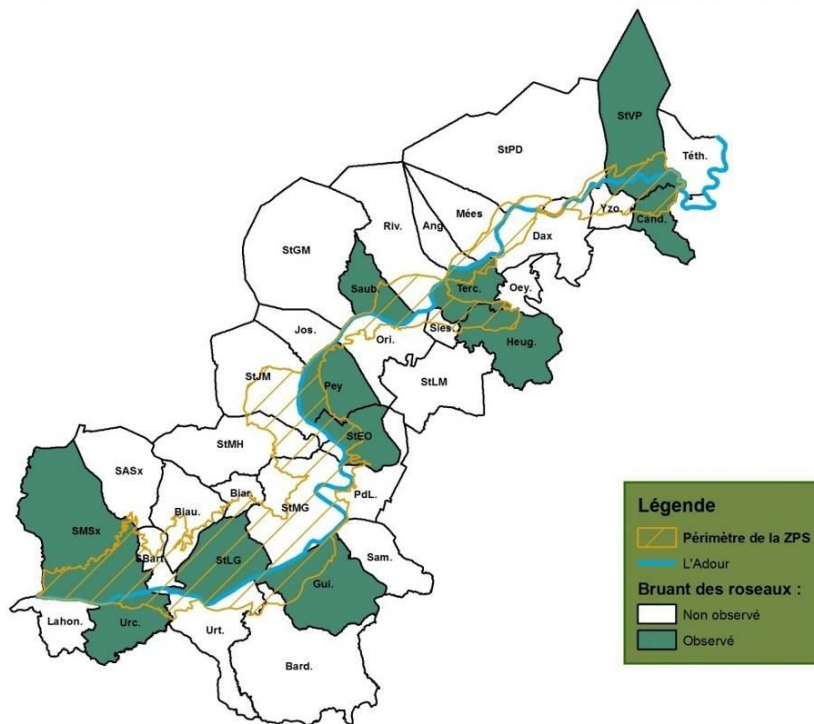 StVP
Téth.
StPD
Yzo.
Cand.
Mées
Ang
Riv.
Dax
StGM
Saub.
Terc.
Oey.
Jos.
Ori.
Sies.
Heug.
StJM
Pey
StLM
StMH
StEO
SASx
Biar.
StMG
PdL.
Biau.
SMSx
SBart
StLG
Gui.
Sam.
Lahon.
Urc.
Urt.
Bard.
Légende
Périmètre de la ZPS
L'Adour
Bruant des roseaux :
Non observé
Observé